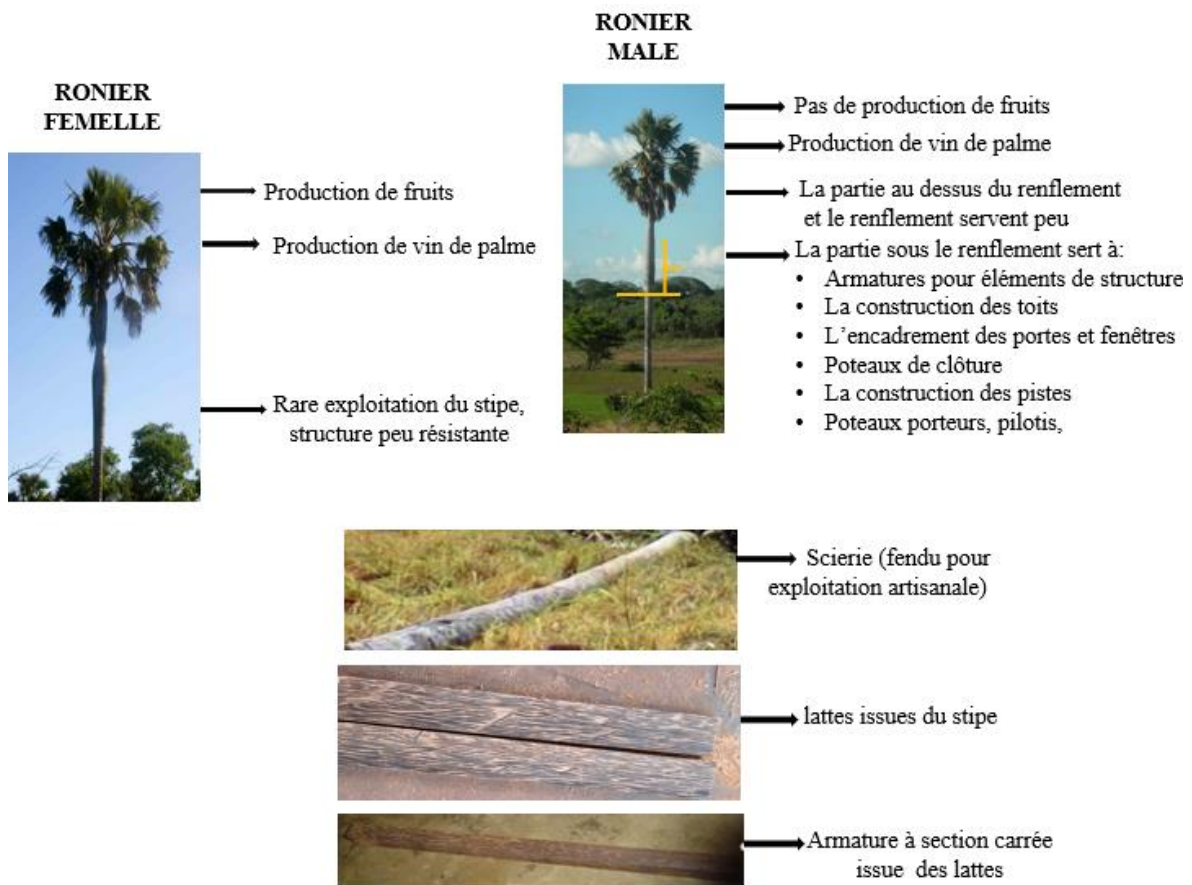 RONIER
FEMELLE
Production de fruits
Production de vin de palme
Rare exploitation du stipe,
structure peu résistante
RONIER
MALE
Pas de production de fruits
Production de vin de palme
La partie au dessus du renflement
et le renflement servent peu
La partie sous le renflement sert à:
• Armatures pour éléments de structure
• La construction des toits
• L’encadrement des portes et fenêtres
• Poteaux de clôture
• La construction des pistes
• Poteaux porteurs, pilotis,
Scierie (fendu pour
exploitation artisanale)
lattes issues du stipe
Armature à section carrée
issue des lattes